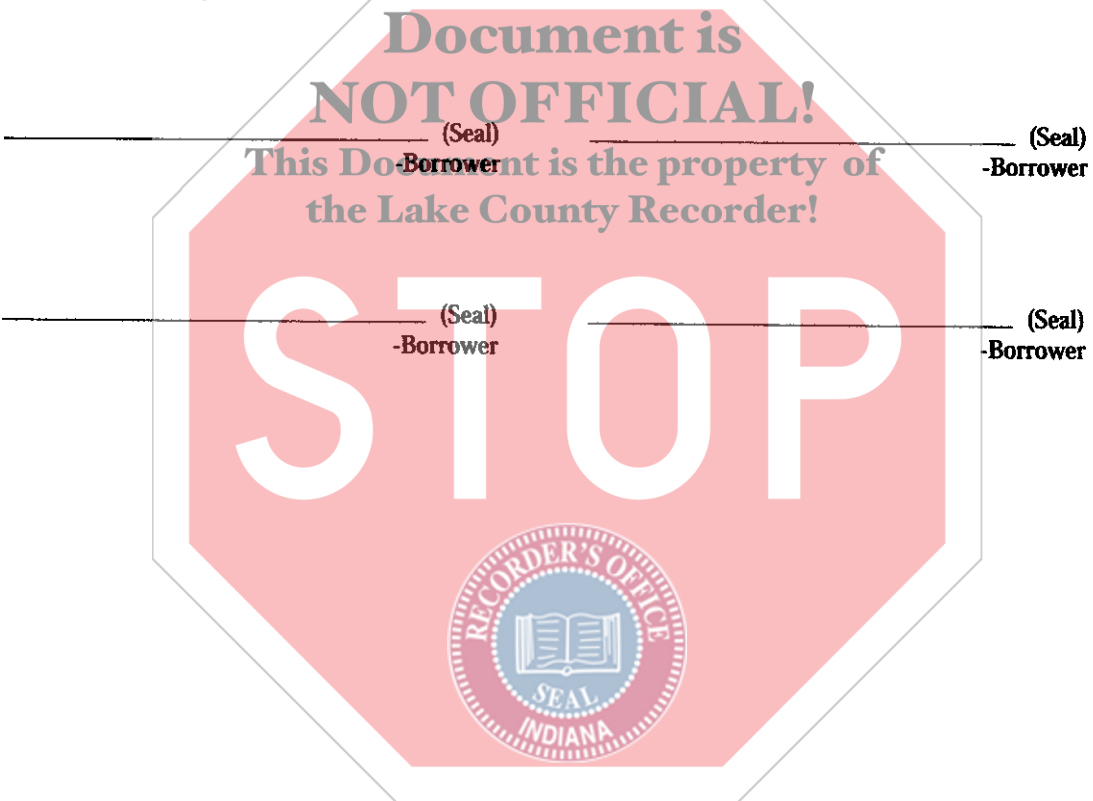 Document is
NOT OFFICIAL!
(Seal) (Seal)
-Borrower -Borrower
This Document is the property of
the Lake County Recorder!
(Seal) (Seal)
-Borrower -Borrower
STOP
RECORDER'S OFFICE
SEAL
INDIANA